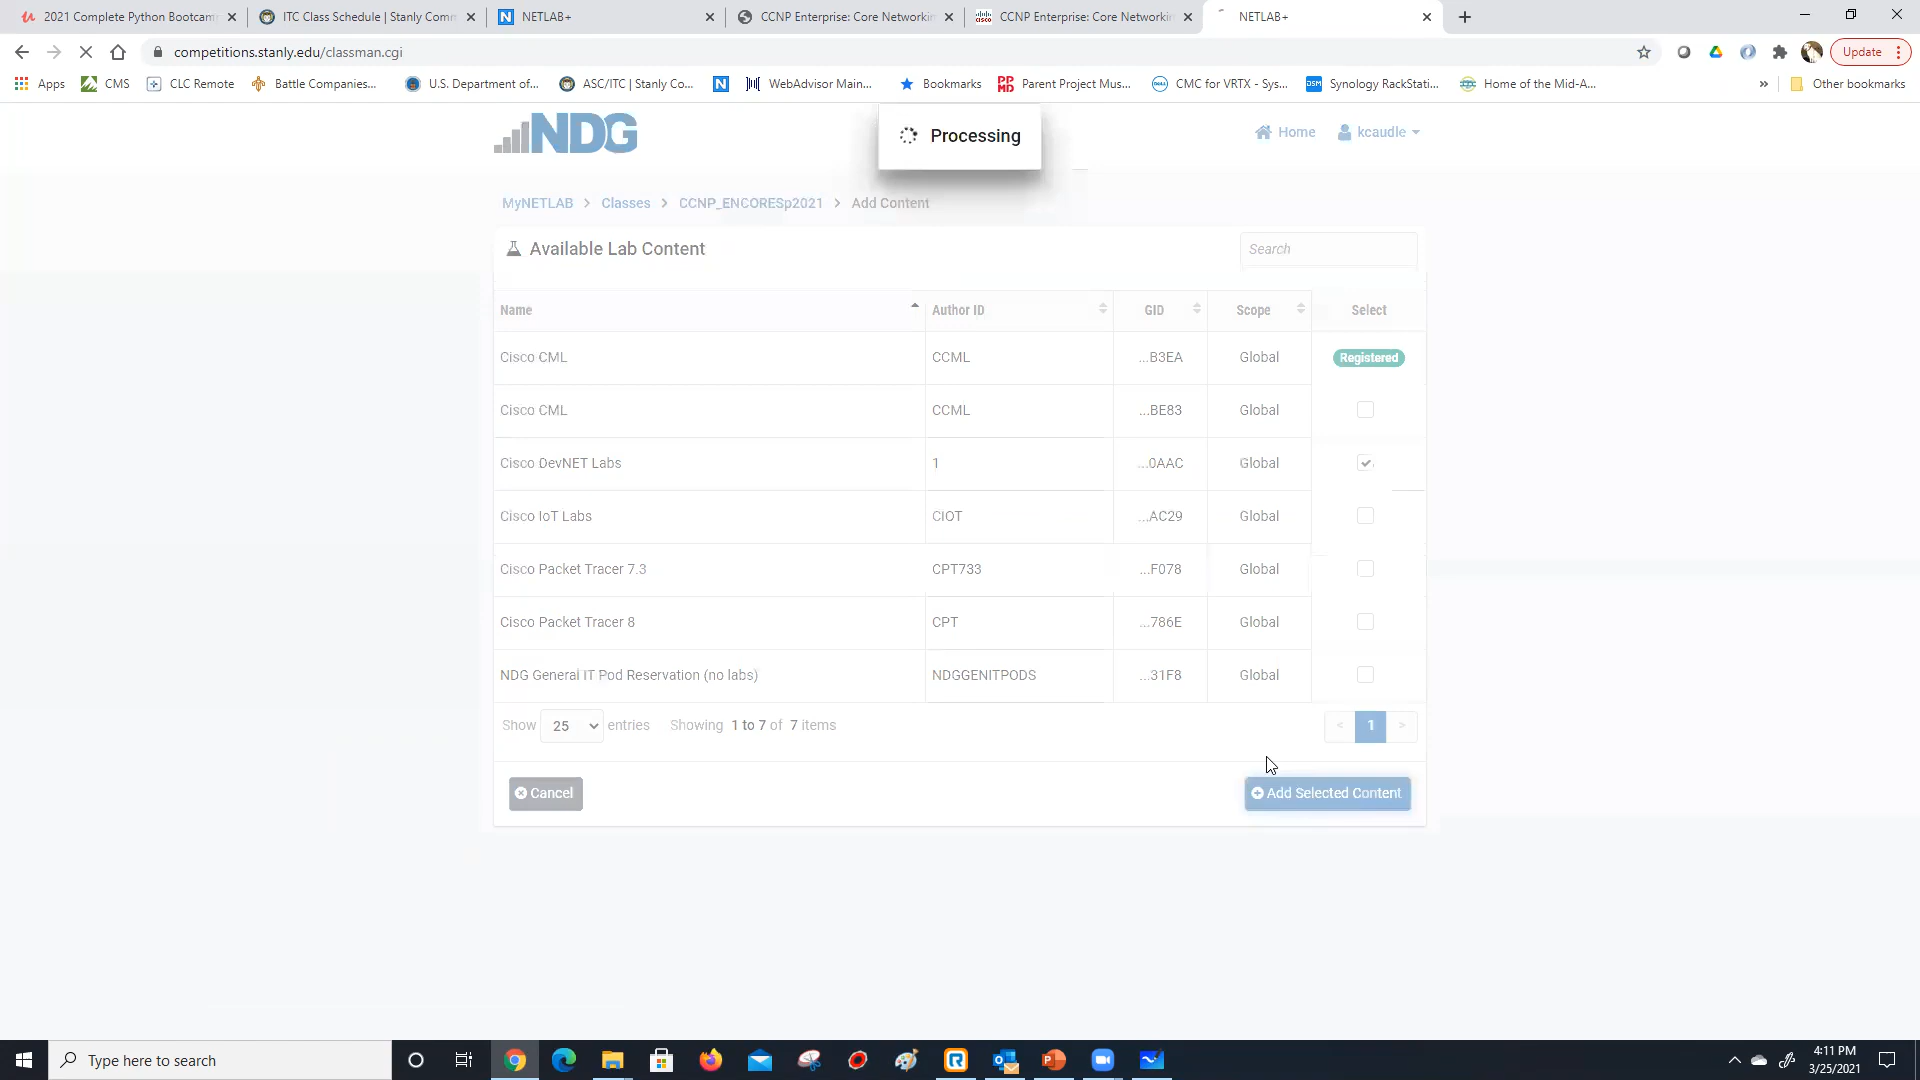 2021 Complete Python Bootcam
ITC Class Schedule | Stanly Comm
NETLAB+
CCNP Enterprise: Core Networkin
CCNP Enterprise: Core Networkin
NETLAB+
competitions.stanly.edu/classman.cgi
Update
Apps
CMS
CLC Remote
Battle Companies...
U.S. Department of...
ASC/ITC | Stanly Co...
WebAdvisor Main...
Bookmarks
Parent Project Mus...
CMC for VRTX - Sys...
Synology RackStati...
Home of the Mid-A...
»
Other bookmarks
NDG
Processing
Home
kcaudle
MyNETLAB > Classes > CCNP_ENCORESp2021 > Add Content
Available Lab Content
Search
Name Author ID GID Scope Select
Cisco CML CCML ...B3EA Global Registered
Cisco CML CCML ...BE83 Global
Cisco DevNET Labs 1 ...0AAC Global
Cisco IoT Labs CIOT ...AC29 Global
Cisco Packet Tracer 7.3 CPT733 ...F078 Global
Cisco Packet Tracer 8 CPT ...786E Global
NDG General IT Pod Reservation (no labs) NDGGENITPODS ...31F8 Global
Show 25 entries Showing 1 to 7 of 7 items < 1 >
Cancel
Add Selected Content
Type here to search
4:11 PM
3/25/2021